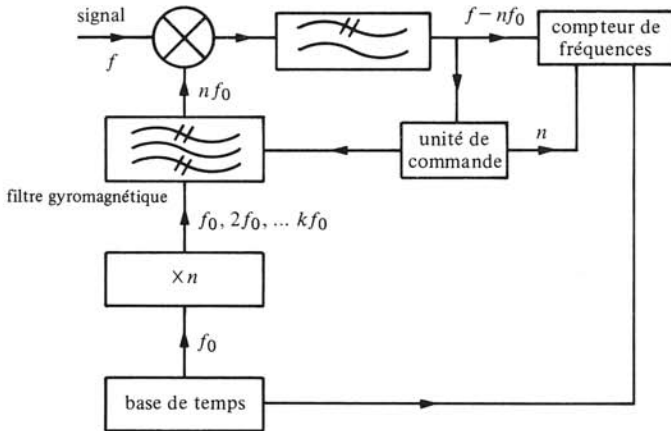 signal
f
f − nf₀
compteur de
fréquences
nf₀
unité de
commande
n
filtre gyromagnétique
f₀, 2f₀, ... kf₀
×n
f₀
base de temps